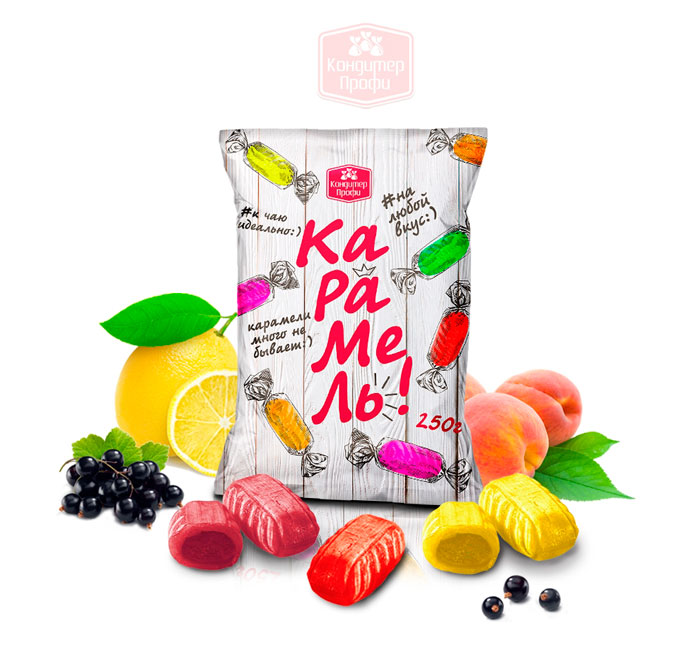 Кондитер
Профи
Кондитер
Профи
#к чаю
идеально:)
#на
любой
вкус:)
Ка
ра
ме
ль!
карамели
много не
бывает:)
250г